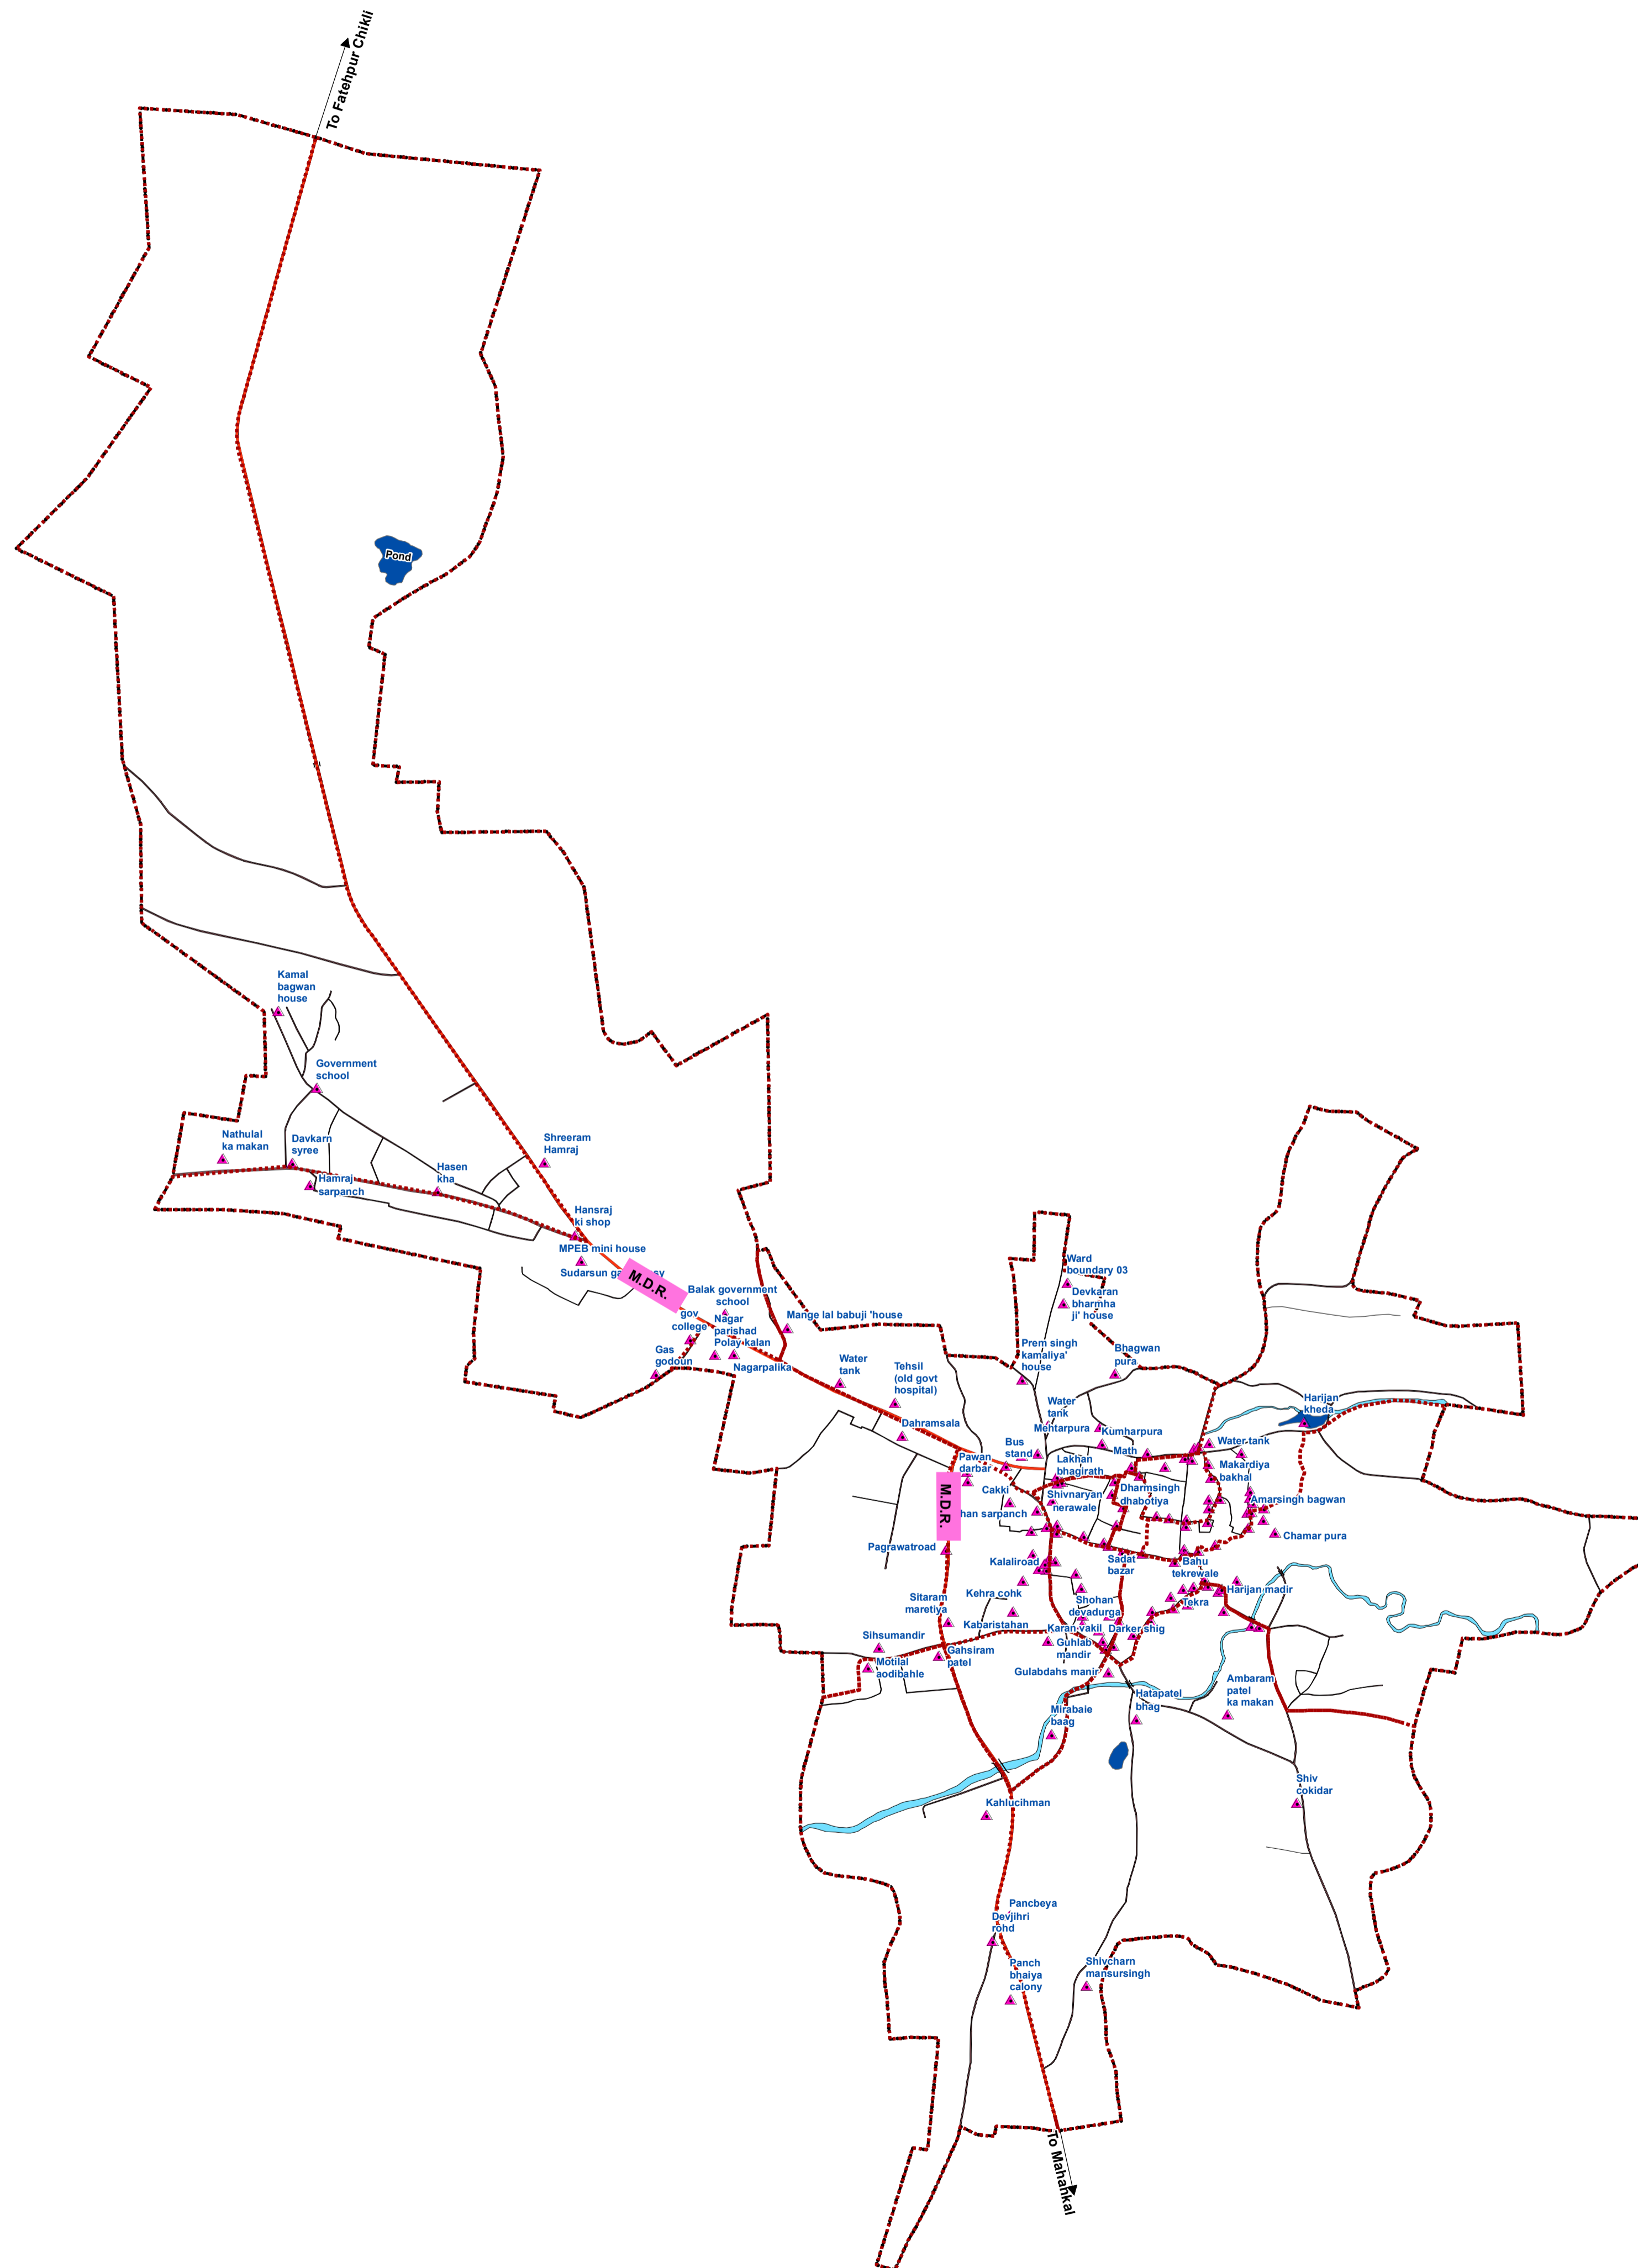 To Fatehpur Chikli
Pond
Kamal
bagwan
house
Government
school
Nathulal
ka makan
Davkarn
syree
Hamraj
sarpanch
Hasen
kha
Shreeram
Hamraj
Hansraj
ki shop
MPEB mini house
Sudarsun
M.D.R.
Balak government
school
gov
college
Nagar
parishad
Polay kalan
Nagarpalika
Gas
godoun
Mange lal babuji 'house
Water
tank
Tehsil
(old govt
hospital)
Dahramsala
Ward
boundary 03
Devkaran
bharmha
ji' house
Prem singh
kamaliya'
house
Bhagwan
pura
Water
tank
Mehtarpura
Kumharpura
Math
Bus
stand
Pawan
darbar
Lakhan
bhagirath
Harijan
kheda
Water tank
Makardiya
bakhal
Cakki
Shivnaryan
nerawale
Dharmsingh
dhabotiya
Amarsingh bagwan
han sarpanch
Chamar pura
M.D.R.
Pagrawatroad
Kalaliroad
Sadat
bazar
Bahu
tekrewale
Kehra cohk
Harijan madir
Tekra
Sitaram
maretiya
Shohan
devadurga
Kabaristahan
Karan vakil
Darker shig
Sihsumandir
Guhlab
mandir
Gahsiram
patel
Motilal
aodibahle
Gulabdahs manir
Hatapatel
bhag
Ambaram
patel
ka makan
Mirabaie
baag
Shiv
cokidar
Kahlucihman
Pancbeya
Devjihri
rohd
Panch
bhaiya
calony
Shivcharn
mansursingh
To Mahankal